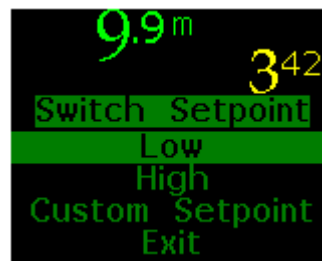 9.9 m
3 42
Switch Setpoint
Low
High
Custom Setpoint
Exit